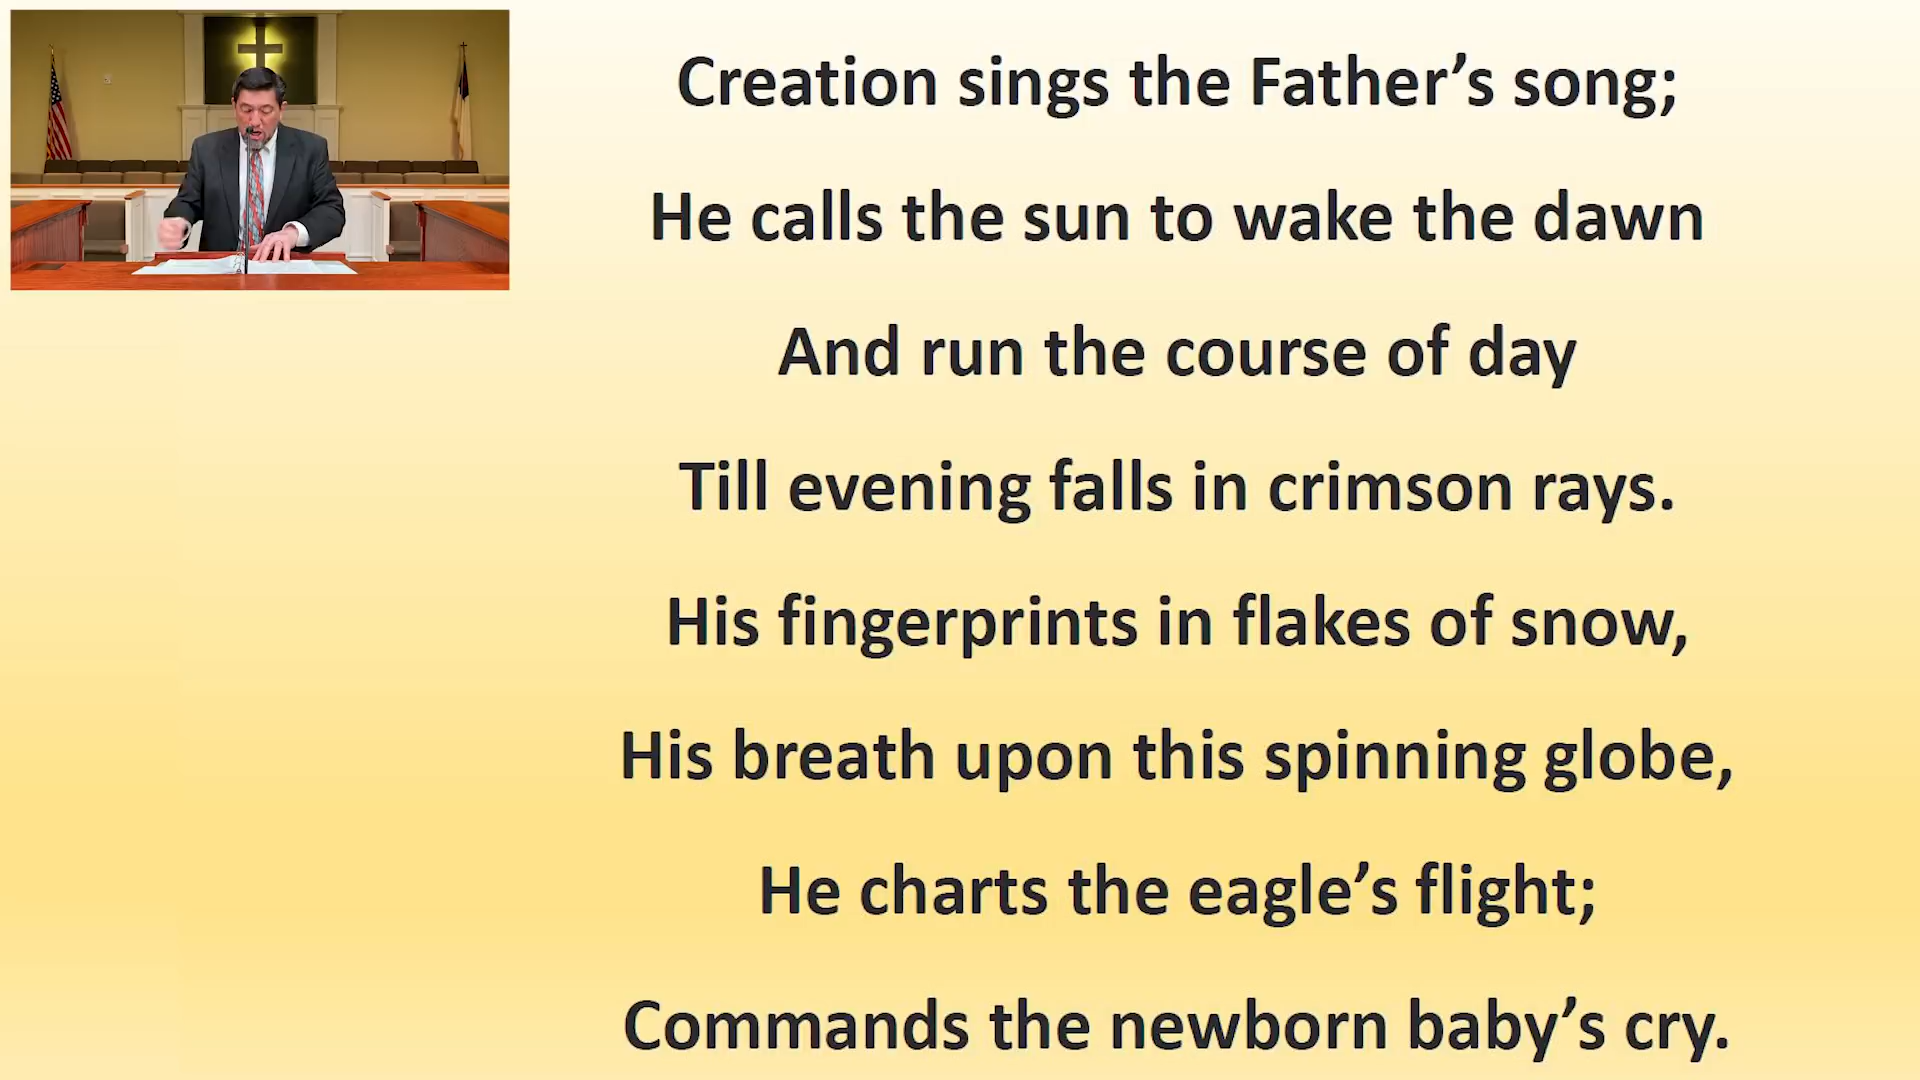 Creation sings the Father’s song;
He calls the sun to wake the dawn
And run the course of day
Till evening falls in crimson rays.
His fingerprints in flakes of snow,
His breath upon this spinning globe,
He charts the eagle’s flight;
Commands the newborn baby’s cry.